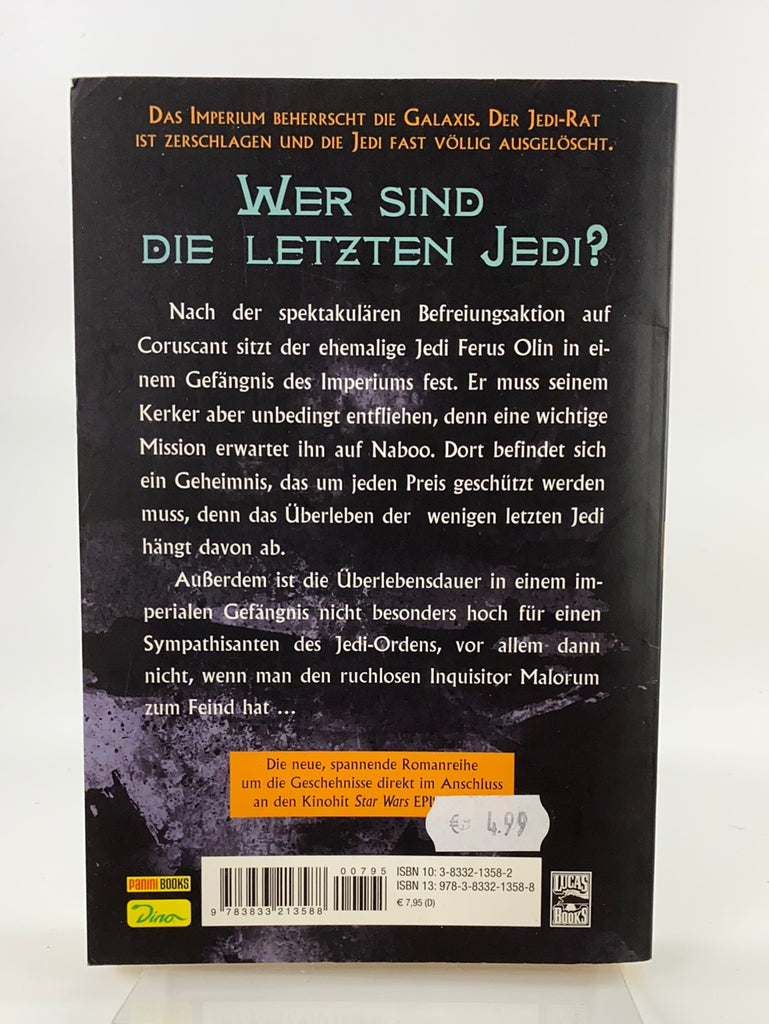 Das Imperium beherrscht die Galaxis. Der Jedi-Rat
ist zerschlagen und die Jedi fast völlig ausgelöscht.
Wer sind
die letzten Jedi?
Nach der spektakulären Befreiungsaktion auf
Coruscant sitzt der ehemalige Jedi Ferus Olin in ei-
nem Gefängnis des Imperiums fest. Er muss seinem
Kerker aber unbedingt entfliehen, denn eine wichtige
Mission erwartet ihn auf Naboo. Dort befindet sich
ein Geheimnis, das um jeden Preis geschützt werden
muss, denn das Überleben der wenigen letzten Jedi
hängt davon ab.
Außerdem ist die Überlebensdauer in einem im-
perialen Gefängnis nicht besonders hoch für einen
Sympathisanten des Jedi-Ordens, vor allem dann
nicht, wenn man den ruchlosen Inquisitor Malorum
zum Feind hat ...
Die neue, spannende Romanreihe
um die Geschehnisse direkt im Anschluss
an den Kinohit Star Wars
€ 4.99
00795
ISBN 10: 3-8332-1358-2
ISBN 13: 978-3-8332-1358-8
€ 7,95 (D)
9 783833 213588
PANINI BOOKS
Dino
LUCAS
BOOKS